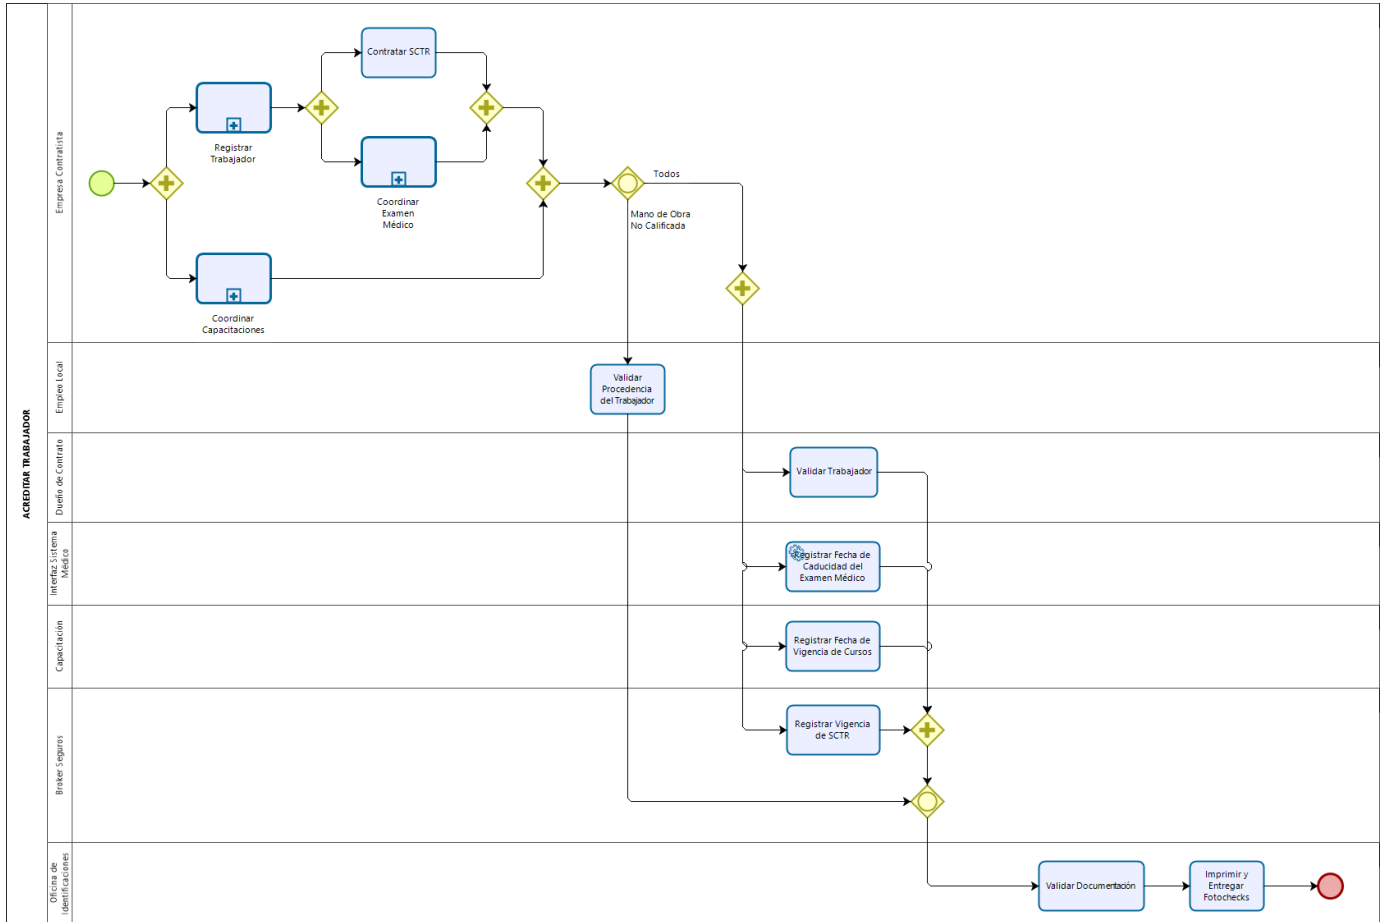 ACREDITAR TRABAJADOR
Empresa Contratista
Contratar SCTR
Registrar
Trabajador
Coordinar
Examen
Médico
Todos
Mano de Obra
No Calificada
Coordinar
Capacitaciones
Empleo Local
Validar
Procedencia
del Trabajador
Dueño de Contrato
Validar Trabajador
Interfaz Sistema
Médico
Registrar Fecha de
Caducidad del
Examen Médico
Capacitación
Registrar Fecha de
Vigencia de Cursos
Broker Seguros
Registrar Vigencia
de SCTR
Oficina de
Identificaciones
Validar Documentación
Imprimir y
Entregar
Fotochecks